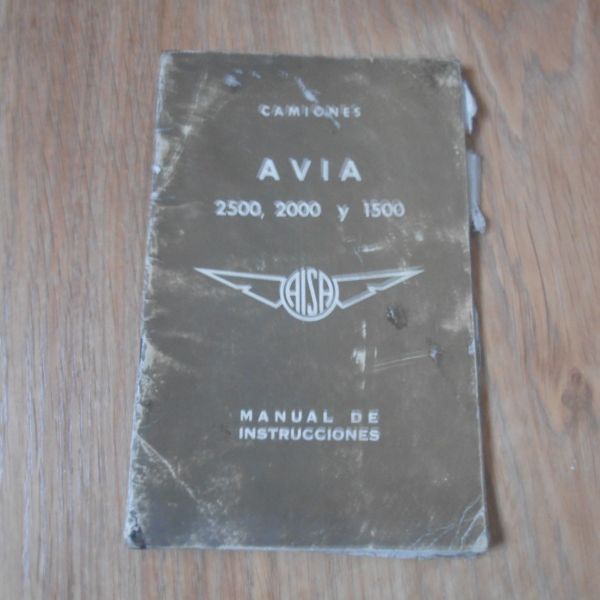 CAMIONES
AVIA
2500, 2000 y 1500
AISA
MANUAL DE
INSTRUCCIONES